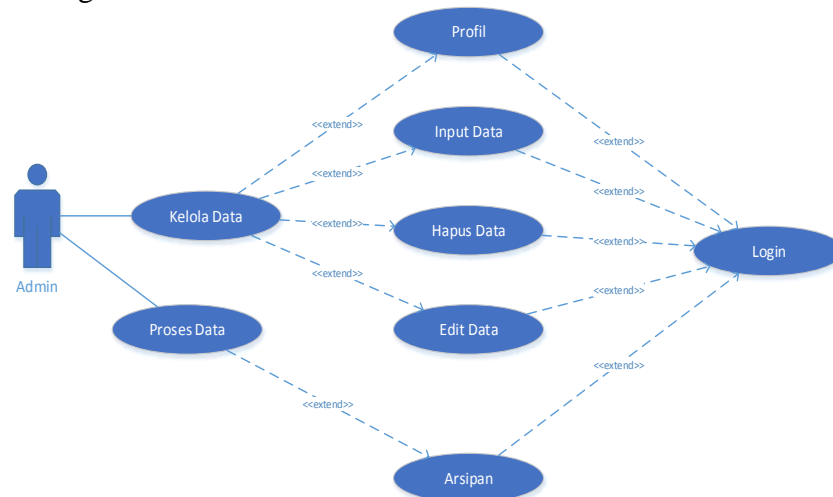 Profil
<<extend>>
<<extend>>
Input Data
<<extend>>
<<extend>>
Kelola Data
<<extend>>
Hapus Data
<<extend>>
Login
Admin
<<extend>>
<<extend>>
Proses Data
Edit Data
<<extend>>
<<extend>>
Arsipan